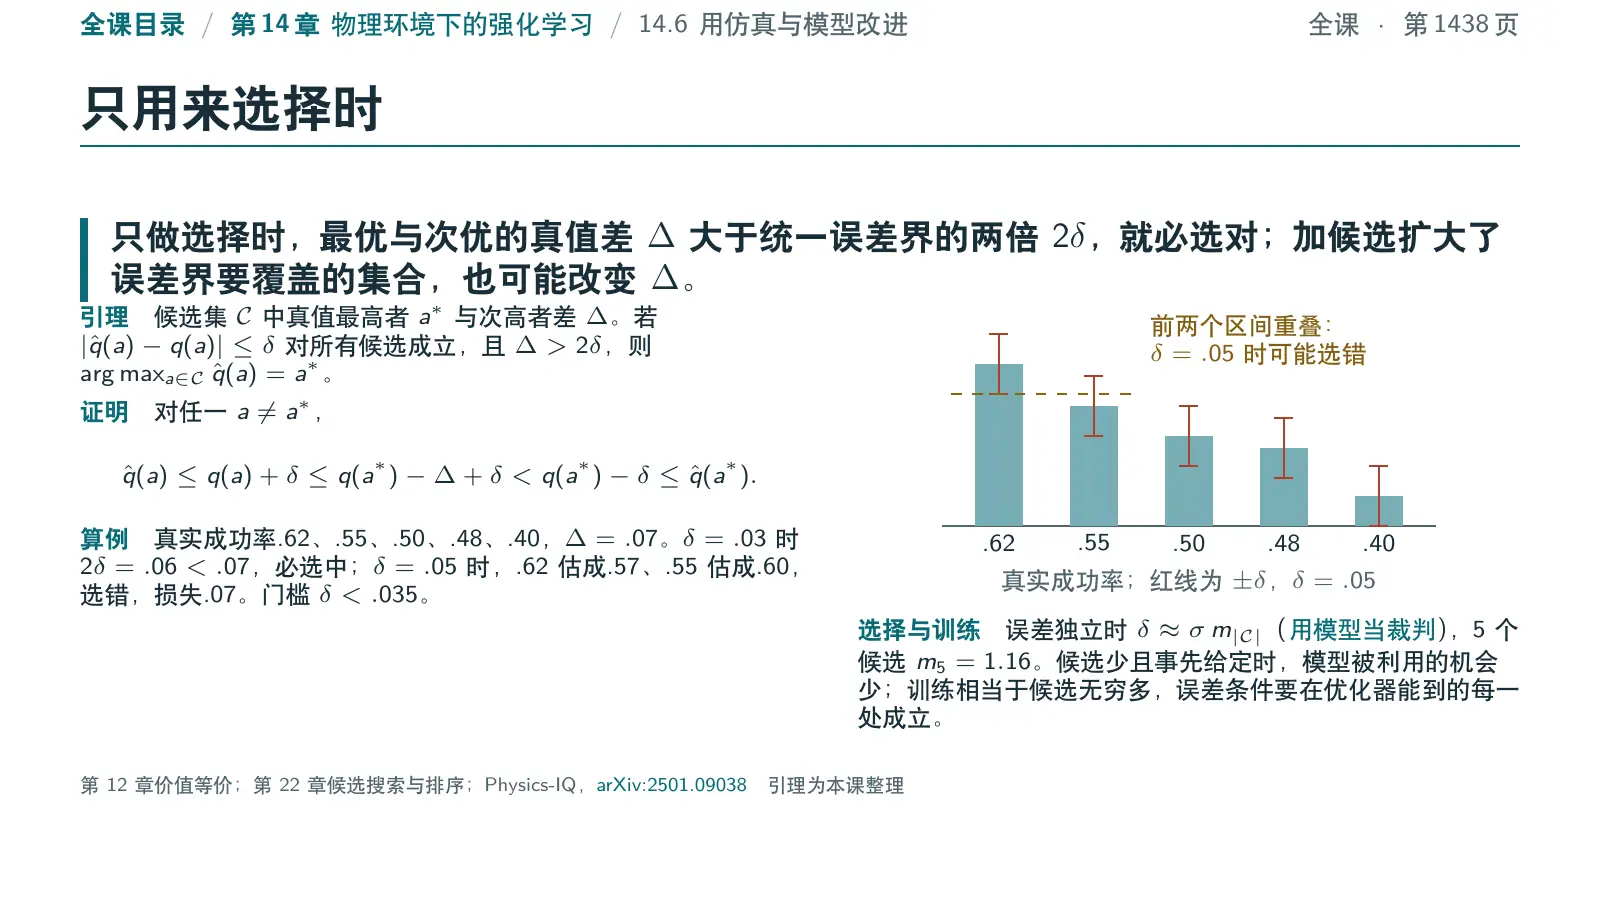 全课目录 / 第 14 章 物理环境下的强化学习 / 14.6 用仿真与模型改进
全课 · 第 1438 页
只用来选择时
只做选择时，最优与次优的真值差 Δ 大于统一误差界的两倍 2δ，就必选对；加候选扩大了
误差界要覆盖的集合，也可能改变 Δ。
引理 候选集 𝒞 中真值最高者 a* 与次高者差 Δ。若
|q̂(a) − q(a)| ≤ δ 对所有候选成立，且 Δ > 2δ，则
arg max_{a∈𝒞} q̂(a) = a*。
证明 对任一 a ≠ a*，
q̂(a) ≤ q(a) + δ ≤ q(a*) − Δ + δ < q(a*) − δ ≤ q̂(a*).
算例 真实成功率.62、.55、.50、.48、.40，Δ = .07。δ = .03 时
2δ = .06 < .07，必选中；δ = .05 时，.62 估成.57、.55 估成.60，
选错，损失.07。门槛 δ < .035。
前两个区间重叠：
δ = .05 时可能选错
.62 .55 .50 .48 .40
真实成功率；红线为 ±δ，δ = .05
选择与训练 误差独立时 δ ≈ σ m_{|𝒞|}（用模型当裁判），5 个
候选 m₅ = 1.16。候选少且事先给定时，模型被利用的机会
少；训练相当于候选无穷多，误差条件要在优化器能到的每一
处成立。
第 12 章价值等价；第 22 章候选搜索与排序；Physics-IQ，arXiv:2501.09038 引理为本课整理